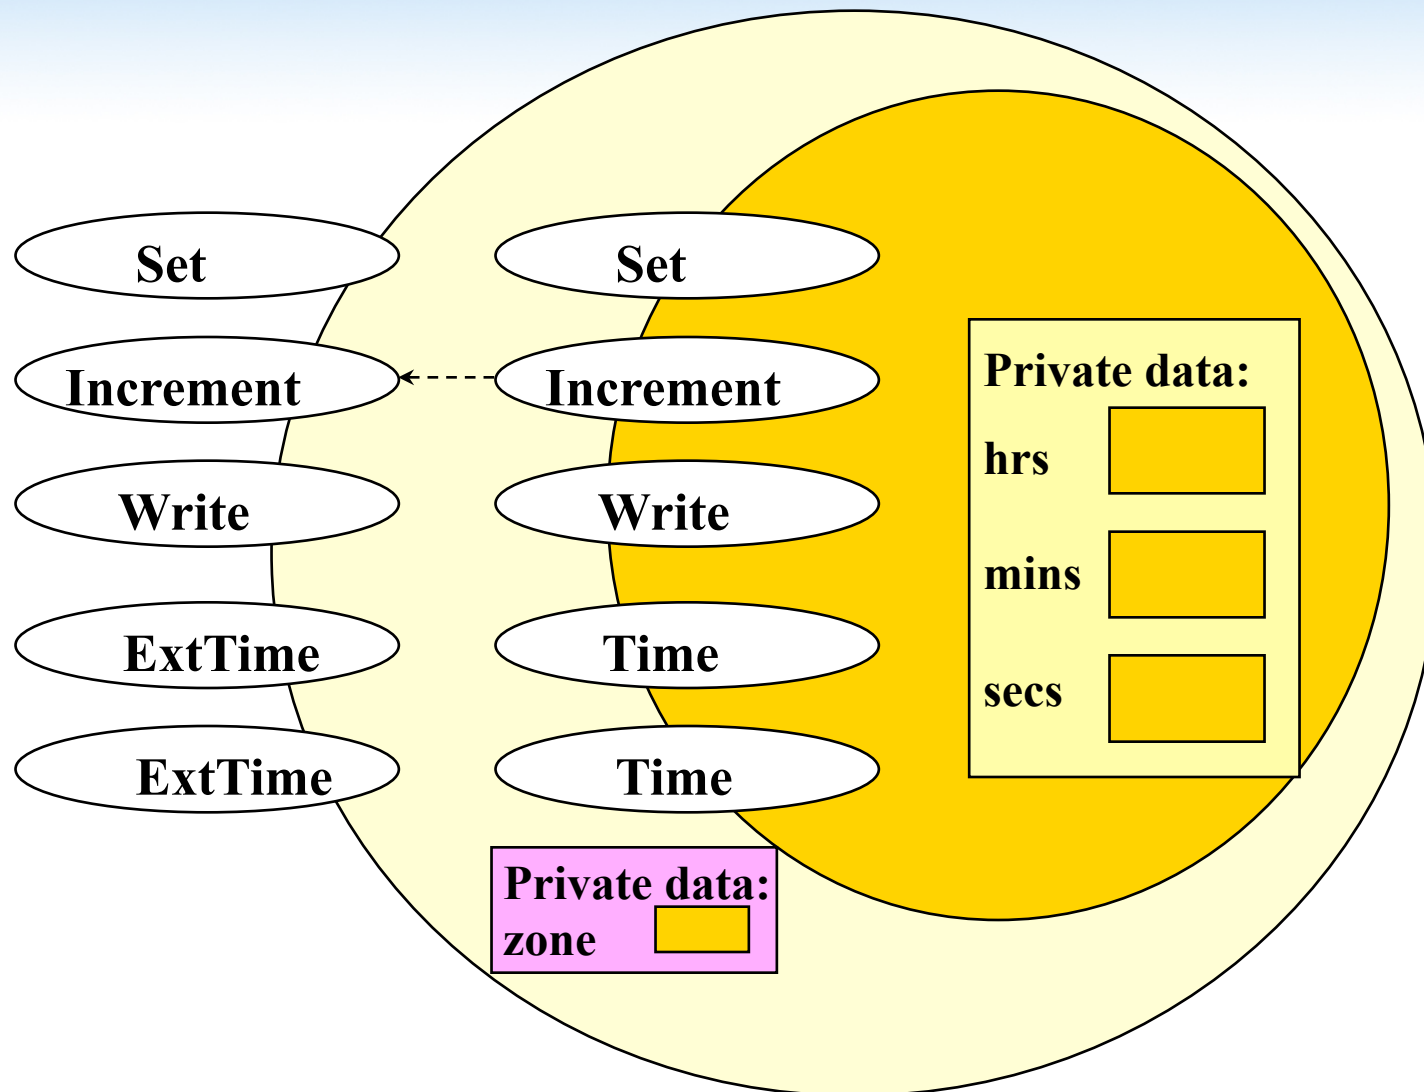 Set
Set
Increment
Increment
Write
Write
ExtTime
Time
ExtTime
Time
Private data:
hrs
mins
secs
Private data:
zone